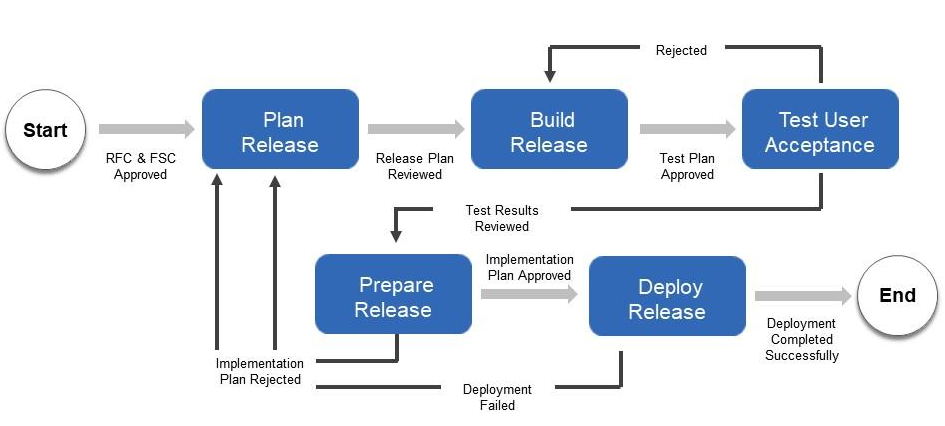 Rejected
Start
Plan
Release
Build
Release
Test User
Acceptance
RFC & FSC
Approved
Release Plan
Reviewed
Test Plan
Approved
Test Results
Reviewed
Prepare
Release
Implementation
Plan Approved
Deploy
Release
End
Deployment
Completed
Successfully
Implementation
Plan Rejected
Deployment
Failed